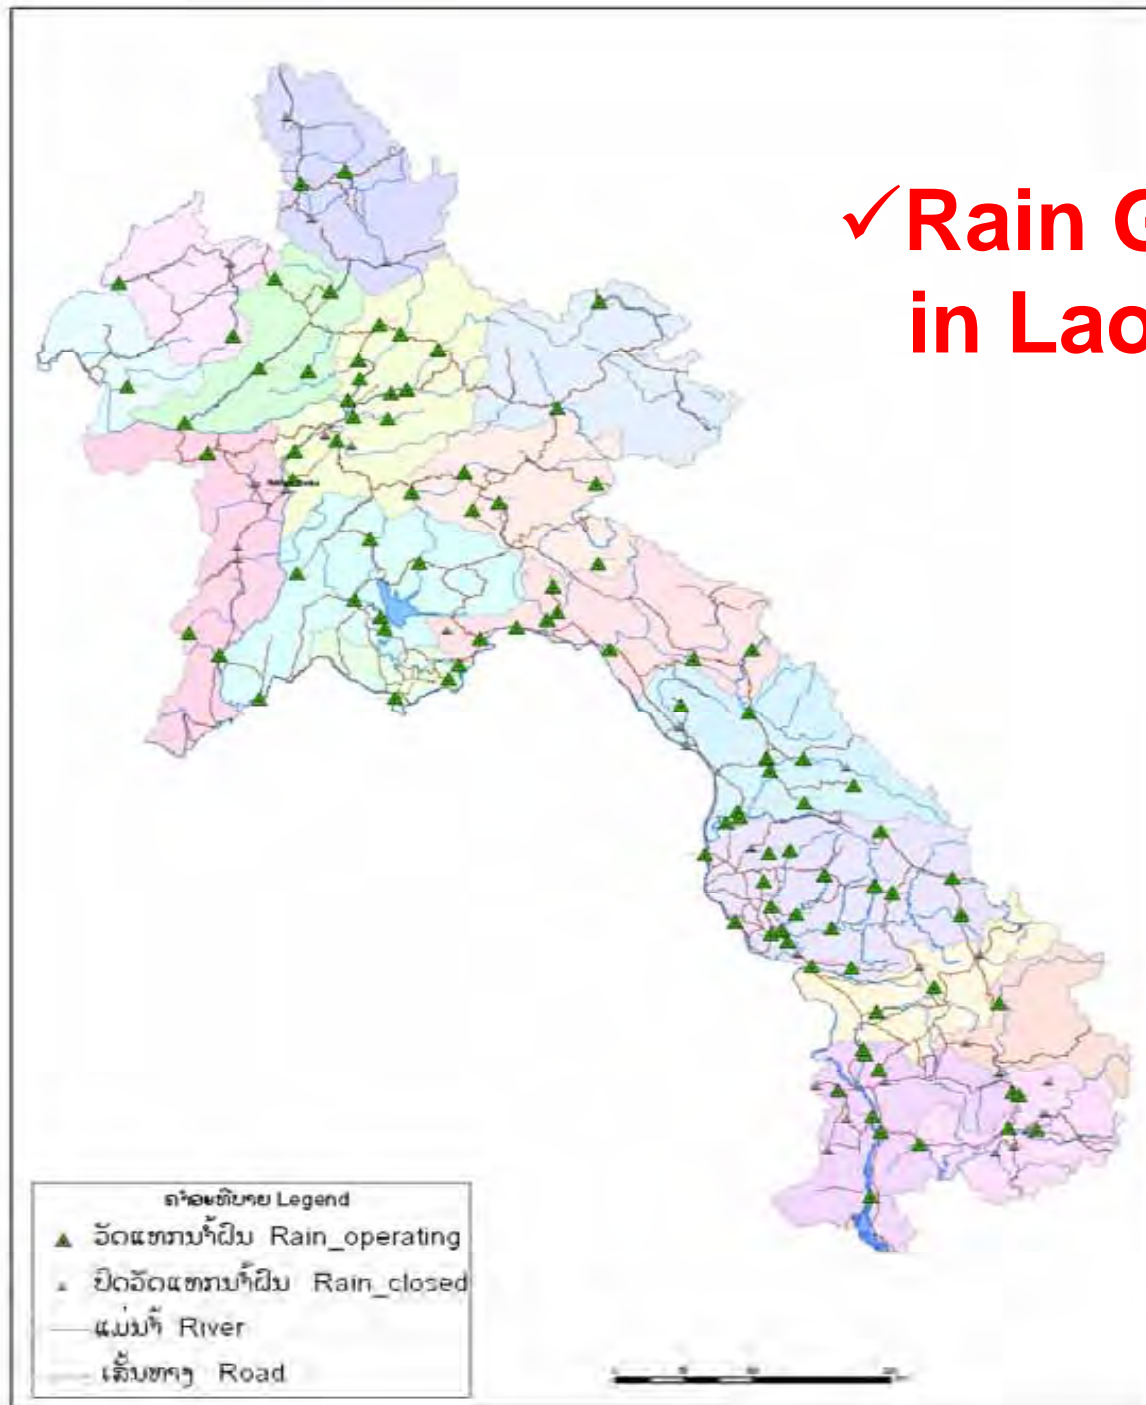 ✓Rain G
in Lao
ຄຳອະທິບາຍ Legend
ວັດແທກນ້ຳຝົນ Rain_operating
ປິດວັດແທກນ້ຳຝົນ Rain_closed
ແມ່ນ້ຳ River
ເສັ້ນທາງ Road